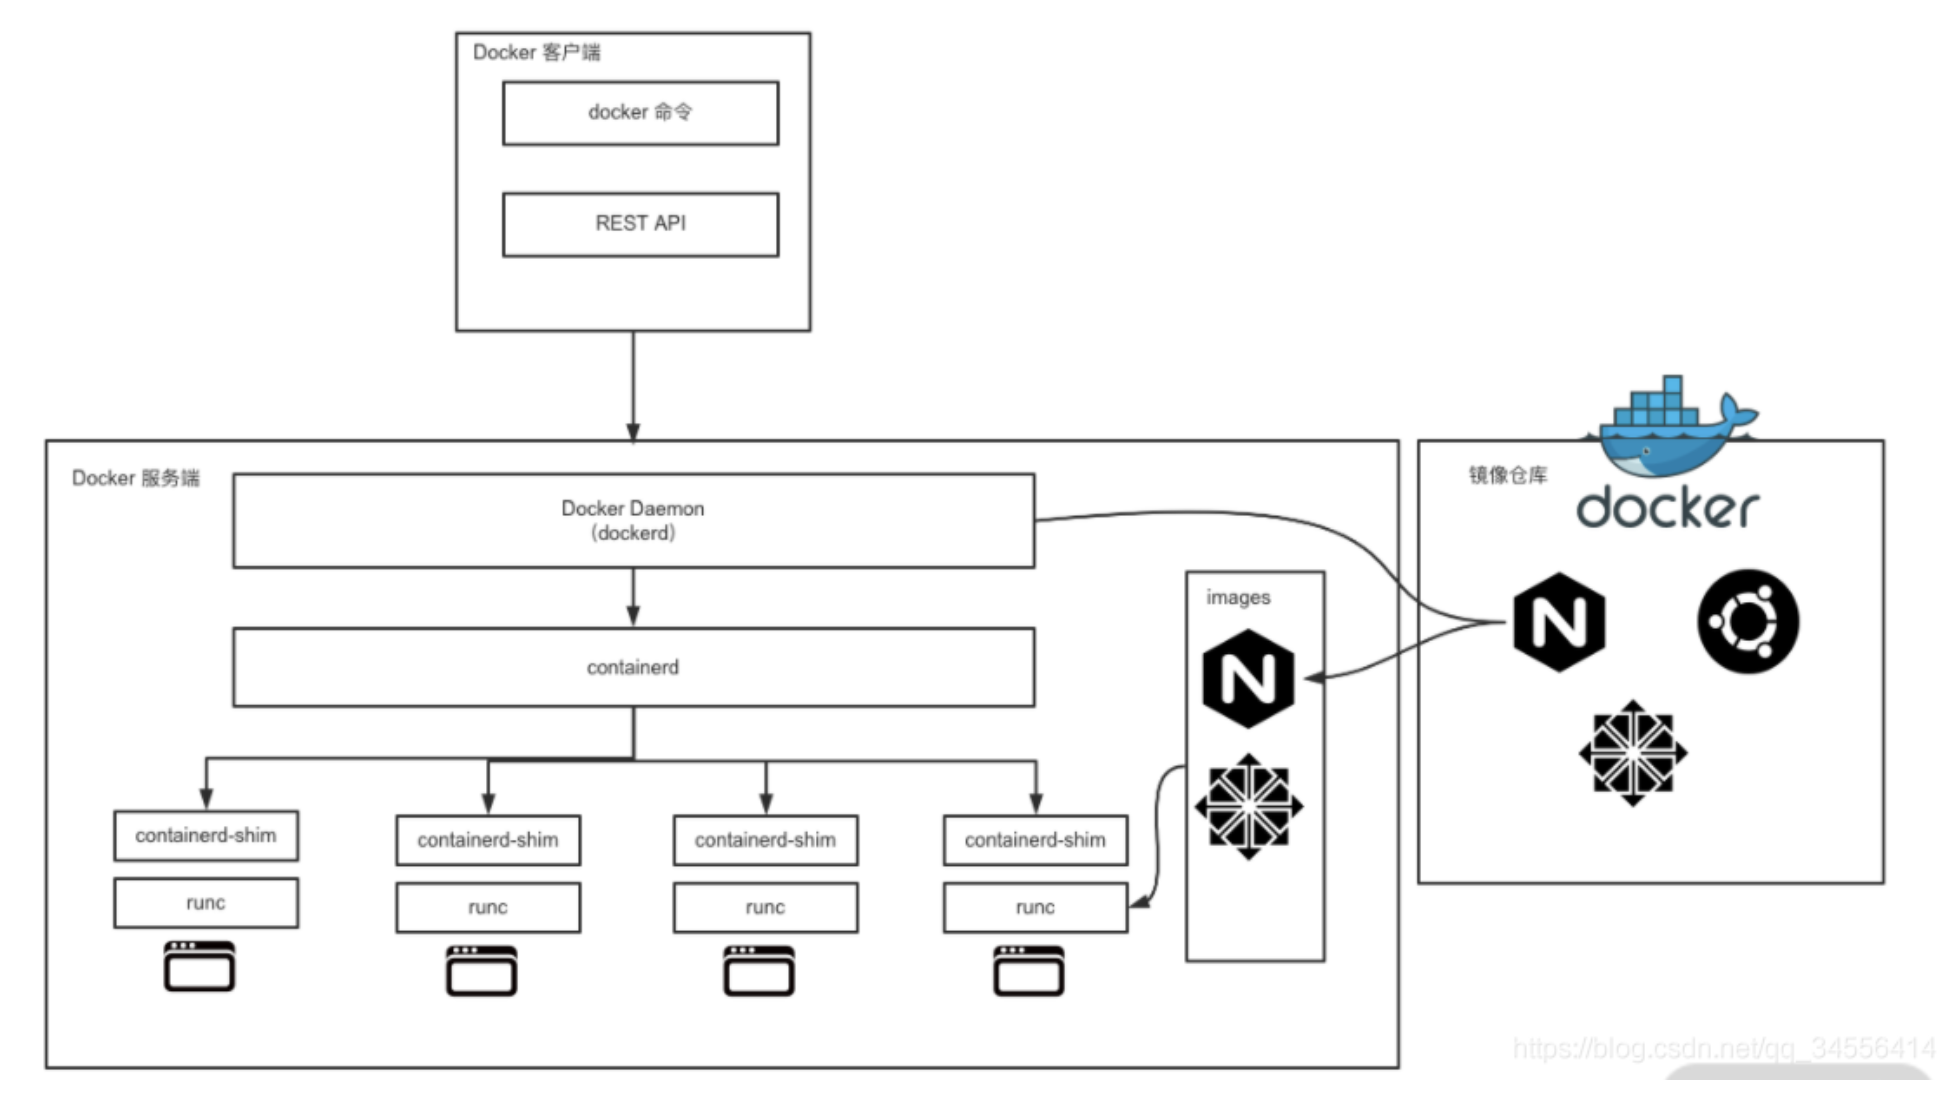 Docker 客户端
docker 命令
REST API
Docker 服务端
Docker Daemon
(dockerd)
镜像仓库
docker
images
containerd
containerd-shim
containerd-shim
containerd-shim
containerd-shim
runc
runc
runc
runc
https://blog.csdn.net/qq_34556414